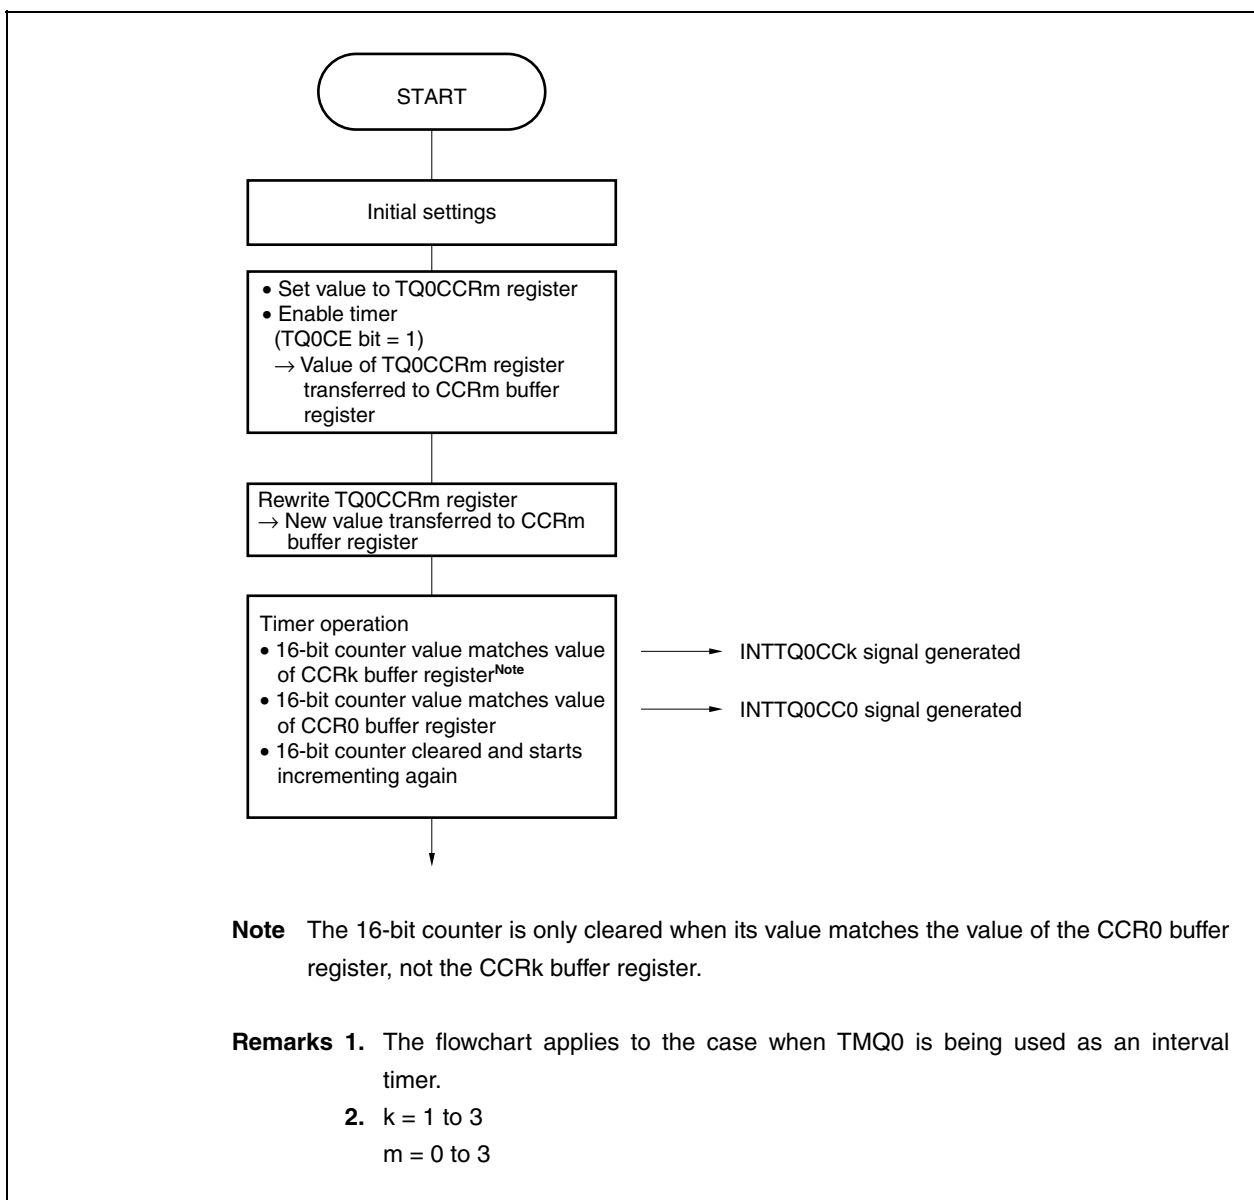 START
Initial settings
• Set value to TQ0CCRm register
• Enable timer
(TQ0CE bit = 1)
→ Value of TQ0CCRm register
transferred to CCRm buffer
register
Rewrite TQ0CCRm register
→ New value transferred to CCRm
buffer register
Timer operation
• 16-bit counter value matches value
of CCRk buffer registerNote
• 16-bit counter value matches value
of CCR0 buffer register
• 16-bit counter cleared and starts
incrementing again
INTTQ0CCk signal generated
INTTQ0CC0 signal generated
Note The 16-bit counter is only cleared when its value matches the value of the CCR0 buffer
register, not the CCRk buffer register.
Remarks 1. The flowchart applies to the case when TMQ0 is being used as an interval
timer.
2. k = 1 to 3
m = 0 to 3